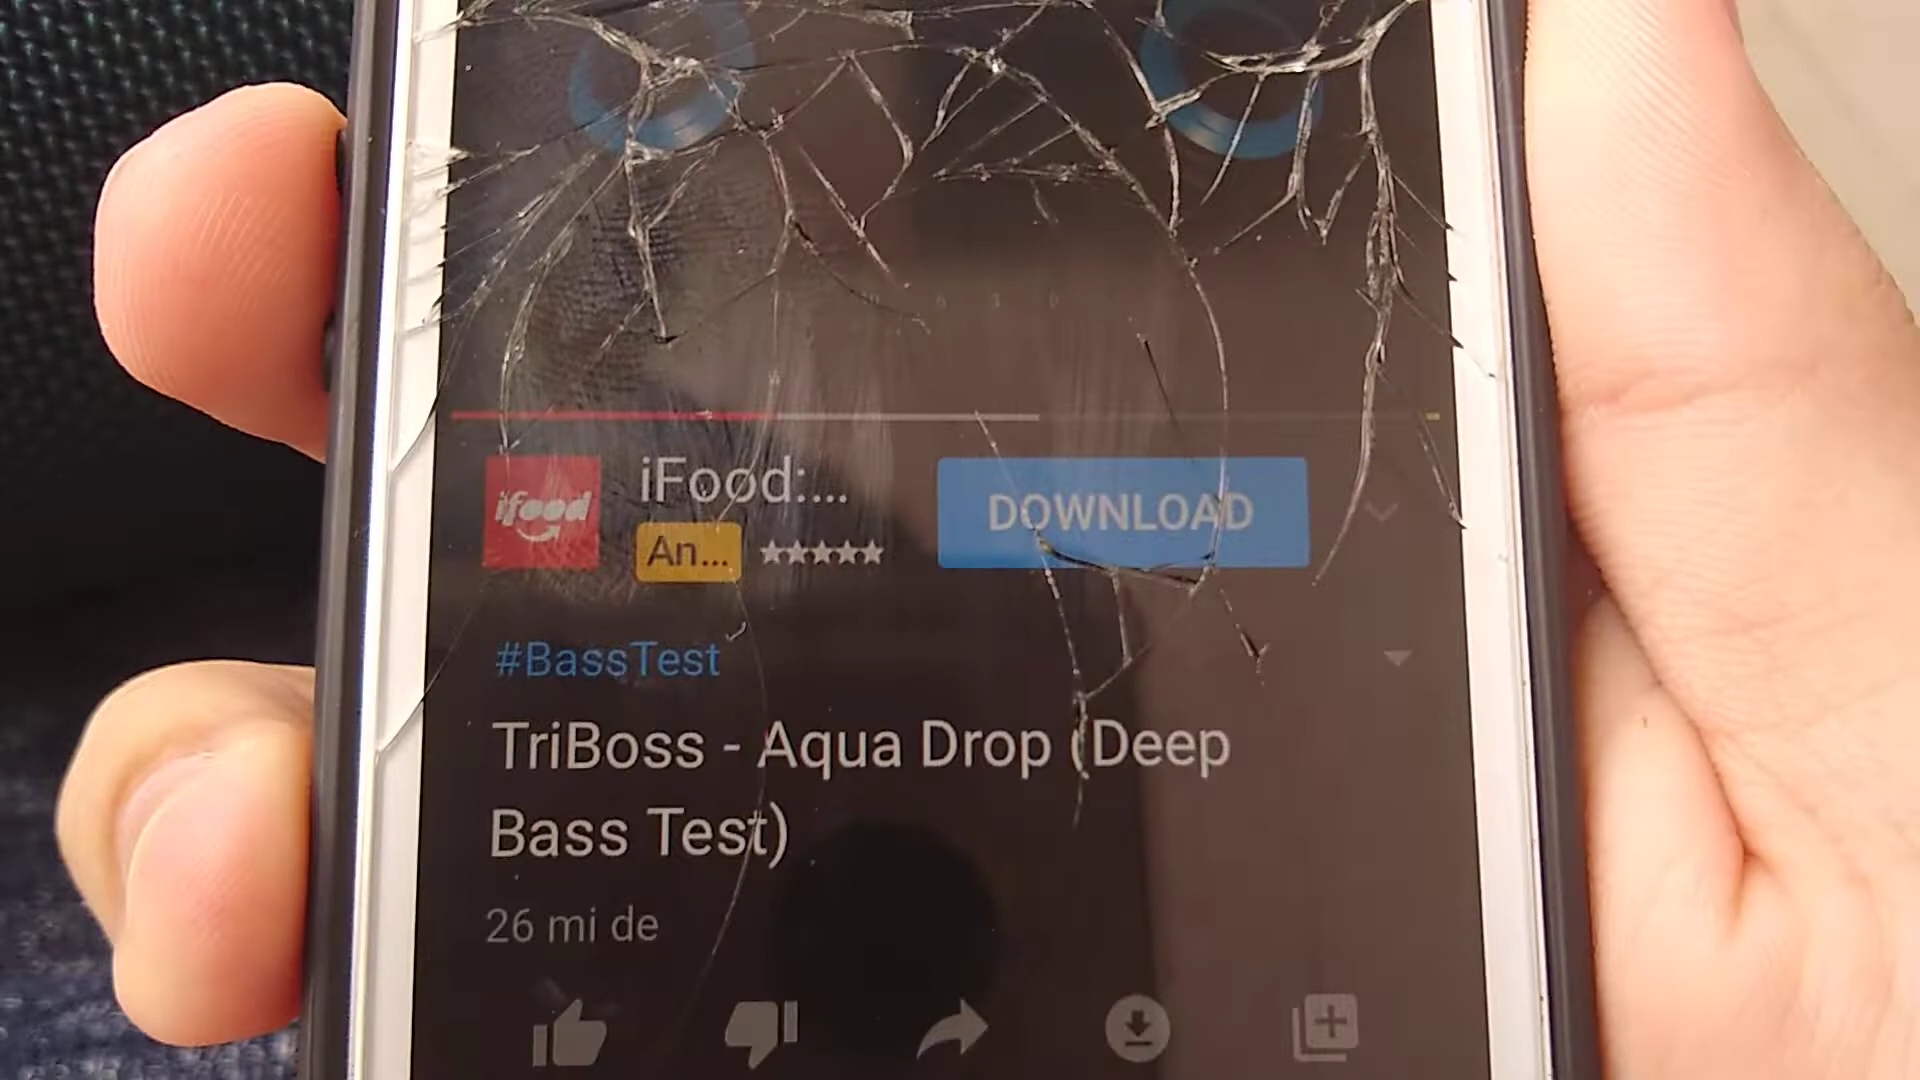 ifood
iFood:...
DOWNLOAD
An...
#BassTest
TriBoss - Aqua Drop (Deep
Bass Test)
26 mi de